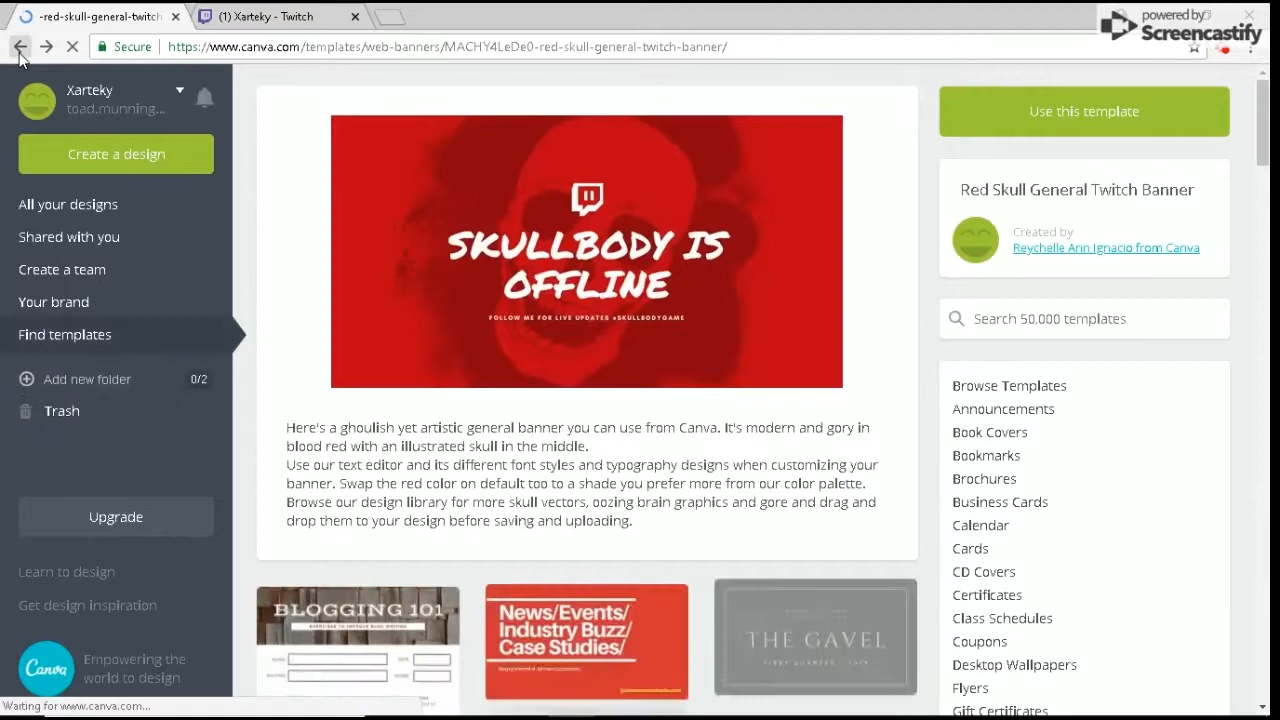 -red-skull-general-twitch
(1) Xarteky - Twitch
powered by
Screencastify
Secure
https://www.canva.com/templates/web-banners/MACHY4LeDe0-red-skull-general-twitch-banner/
Xarteky
toad.munning...
Create a design
All your designs
Shared with you
Create a team
Your brand
Find templates
Add new folder
0/2
Trash
Upgrade
Learn to design
Get design inspiration
Canva
Empowering the
world to design
Waiting for www.canva.com...
SKULLBODY IS
OFFLINE
FOLLOW ME FOR LIVE UPDATES @SKULLBODYGAME
Here's a ghoulish yet artistic general banner you can use from Canva. It's modern and gory in
blood red with an illustrated skull in the middle.
Use our text editor and its different font styles and typography designs when customizing your
banner. Swap the red color on default too to a shade you prefer more from our color palette.
Browse our design library for more skull vectors, oozing brain graphics and gore and drag and
drop them to your design before saving and uploading.
BLOGGING 101
News/Events/
Industry Buzz/
Case Studies/
THE GAVEL
Use this template
Red Skull General Twitch Banner
Created by
Reychelle Ann Ignacio from Canva
Search 50,000 templates
Browse Templates
Announcements
Book Covers
Bookmarks
Brochures
Business Cards
Calendar
Cards
CD Covers
Certificates
Class Schedules
Coupons
Desktop Wallpapers
Flyers
Gift Certificates